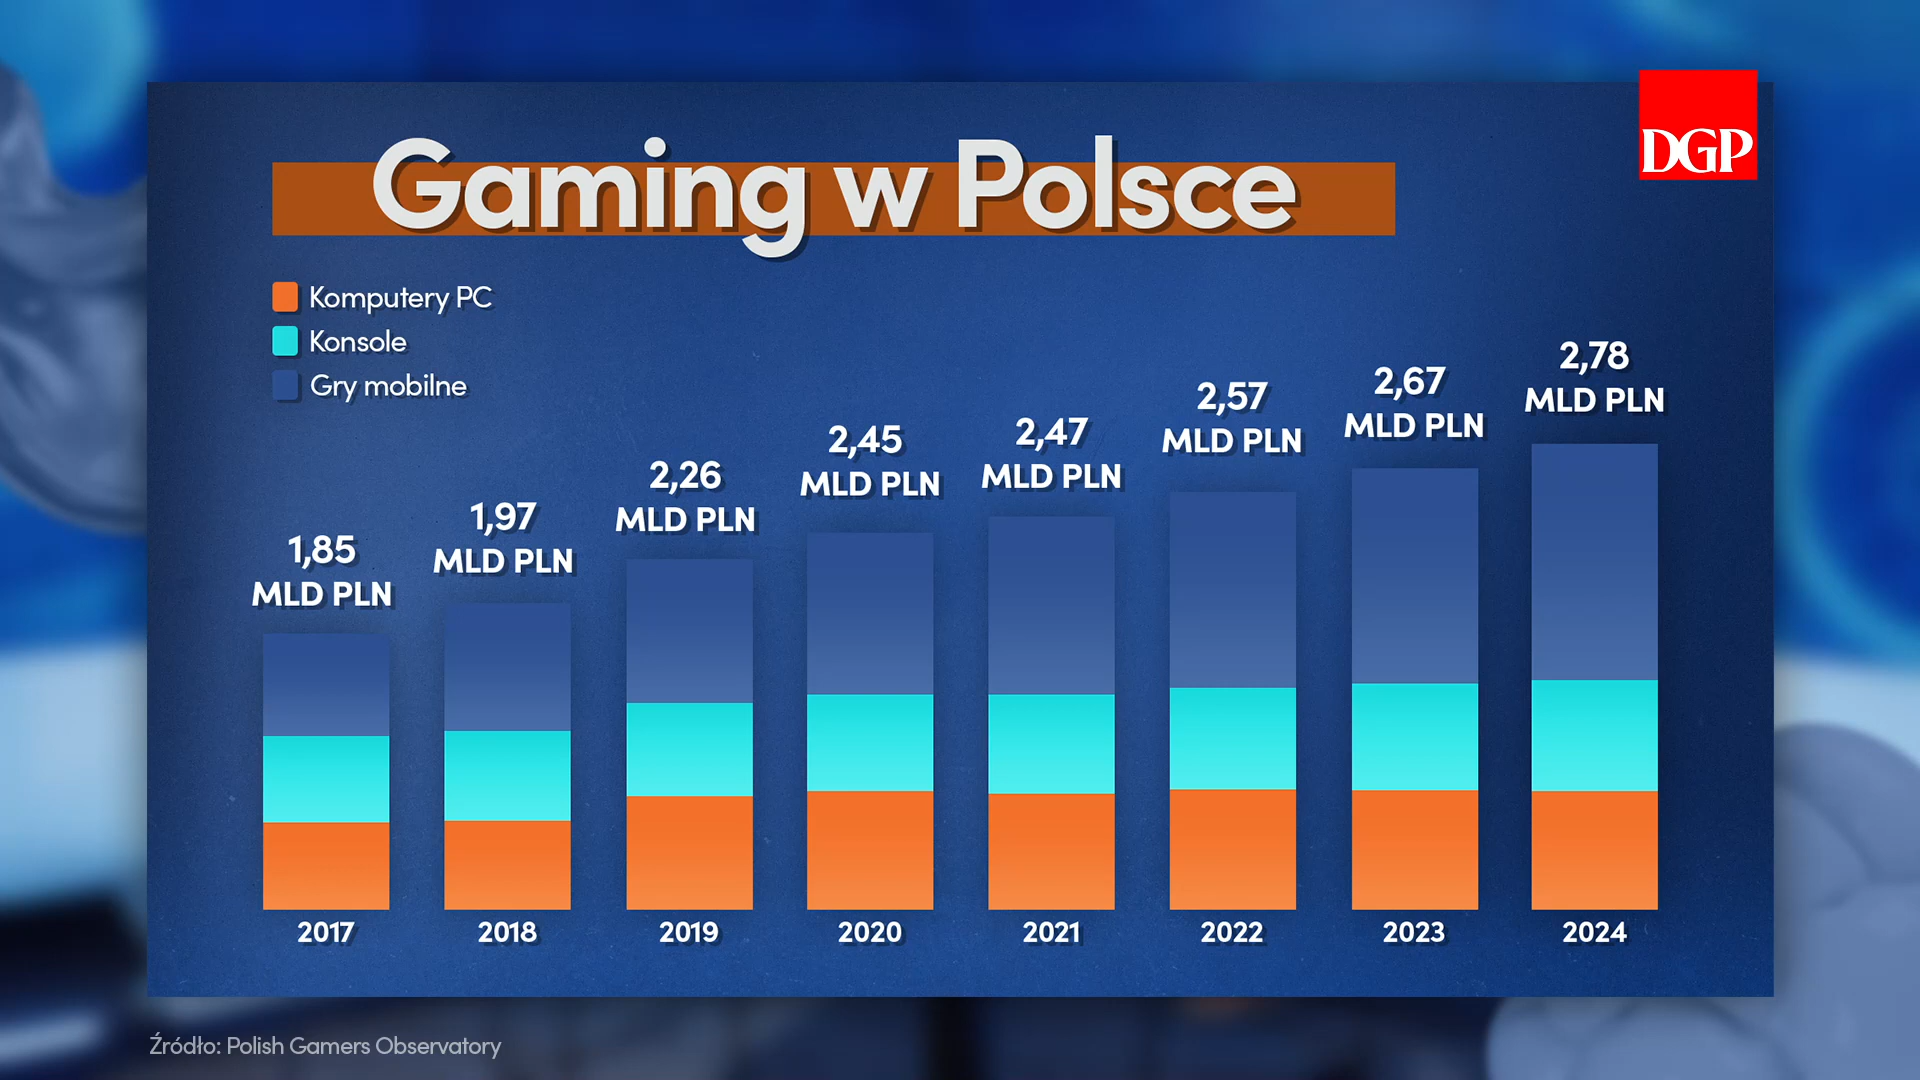 Gaming w Polsce
DGP
Komputery PC
Konsole
Gry mobilne
1,85
MLD PLN
1,97
MLD PLN
2,26
MLD PLN
2,45
MLD PLN
2,47
MLD PLN
2,57
MLD PLN
2,67
MLD PLN
2,78
MLD PLN
2017
2018
2019
2020
2021
2022
2023
2024
Źródło: Polish Gamers Observatory